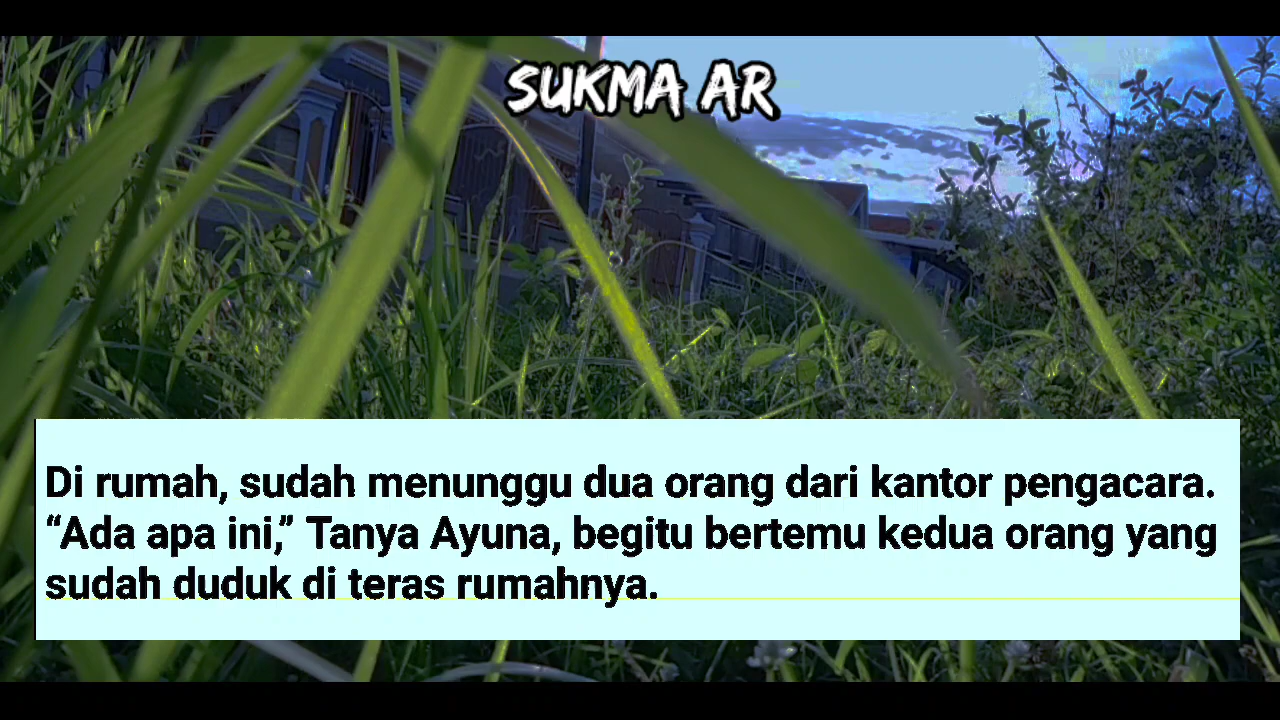 SUKMA AR
Di rumah, sudah menunggu dua orang dari kantor pengacara.
“Ada apa ini,” Tanya Ayuna, begitu bertemu kedua orang yang
sudah duduk di teras rumahnya.